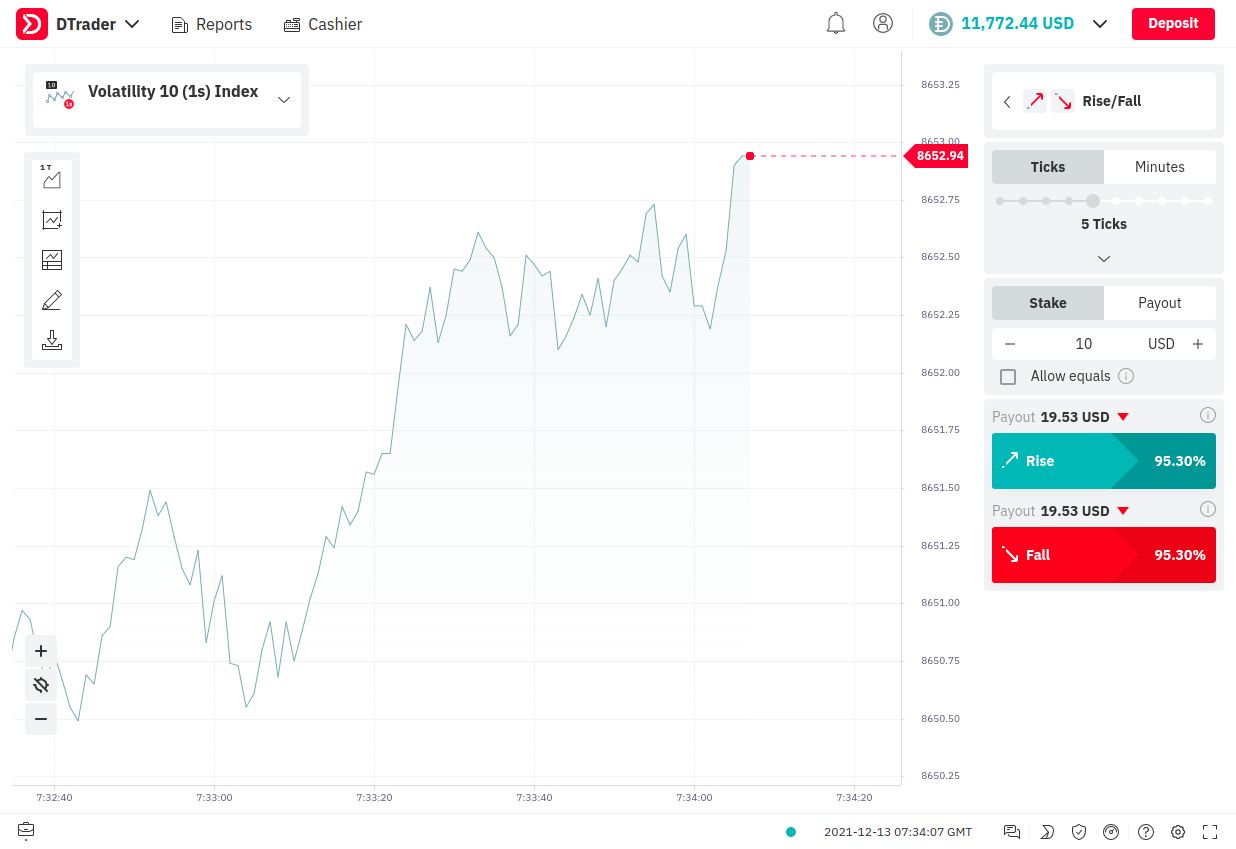 DTrader
Reports
Cashier
11,772.44 USD
Deposit
10
1s
Volatility 10 (1s) Index
1 T
8653.25
8653.00
8652.94
8652.75
8652.50
8652.25
8652.00
8651.75
8651.50
8651.25
8651.00
8650.75
8650.50
8650.25
7:32:40
7:33:00
7:33:20
7:33:40
7:34:00
7:34:20
Rise/Fall
Ticks
Minutes
5 Ticks
Stake
Payout
10
USD
Allow equals
Payout 19.53 USD
Rise
95.30%
Payout 19.53 USD
Fall
95.30%
2021-12-13 07:34:07 GMT